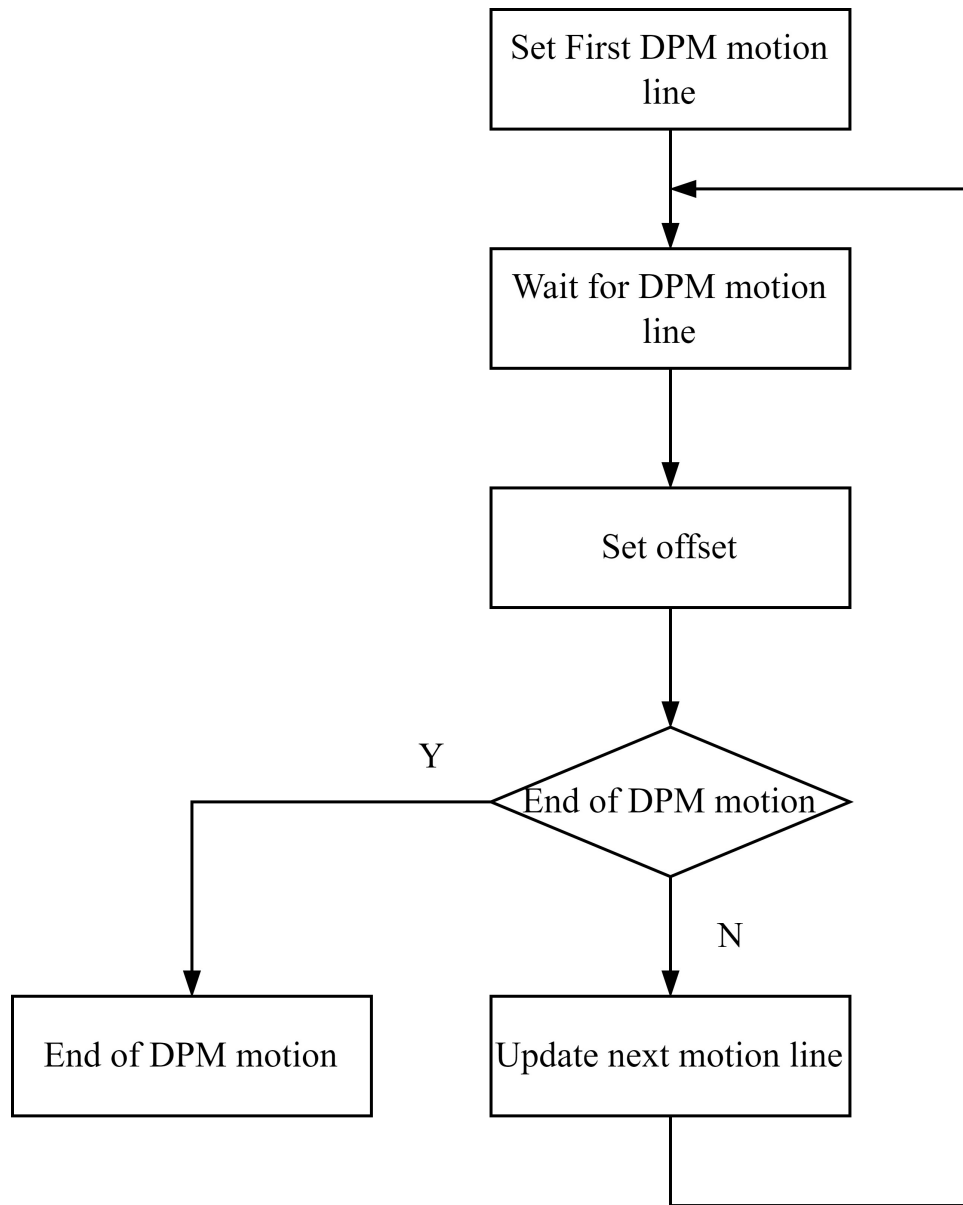 Set First DPM motion
line
Wait for DPM motion
line
Set offset
Y
End of DPM motion
N
End of DPM motion
Update next motion line